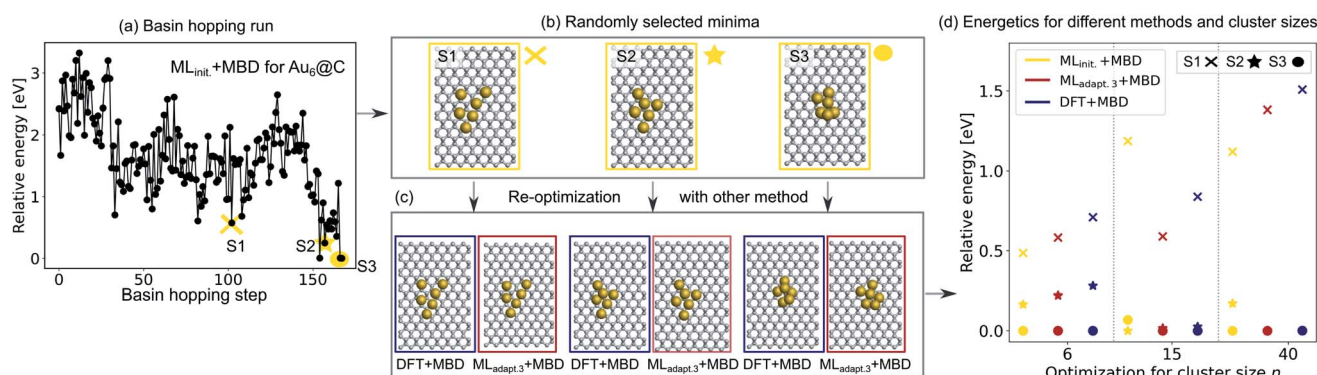 (a) Basin hopping run
ML_init.+MBD for Au_6@C
Relative energy [eV]
3
2
1
0
S1
S2
S3
0 50 100 150
Basin hopping step
(b) Randomly selected minima
S1 S2 S3
Re-optimization with other method
(c)
DFT+MBD ML_adapt.3+MBD DFT+MBD ML_adapt.3+MBD DFT+MBD ML_adapt.3+MBD
(d) Energetics for different methods and cluster sizes
ML_init. +MBD
ML_adapt. 3+MBD
DFT+MBD
S1 S2 S3
Relative energy [eV]
1.5
1.0
0.5
0.0
6 15 40
Optimization for cluster size n